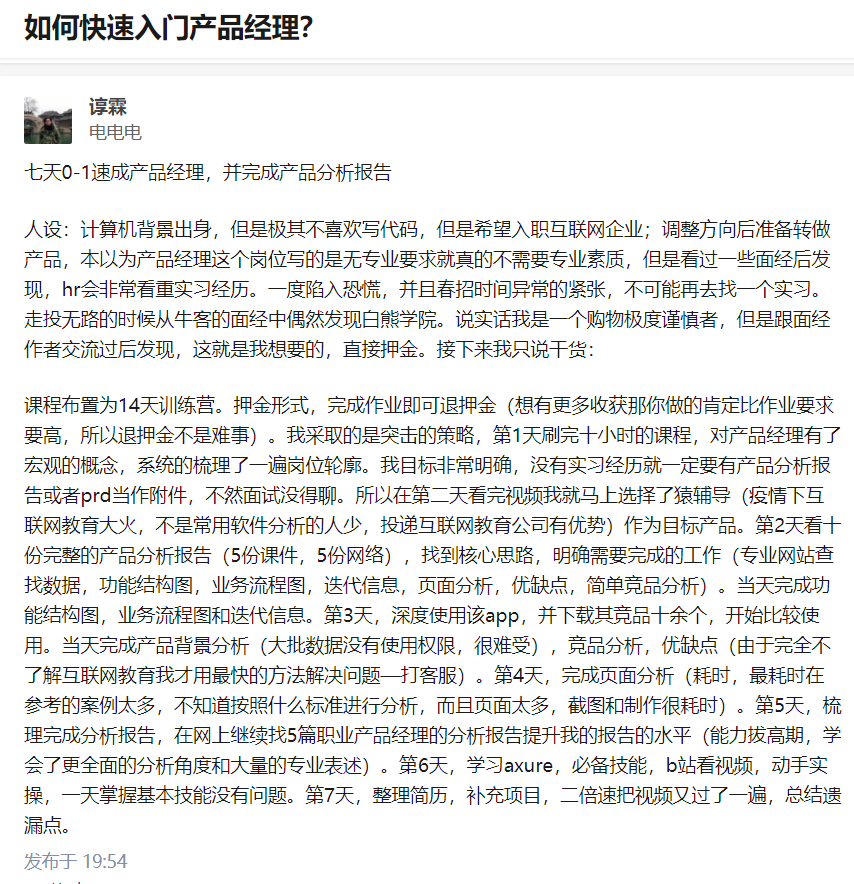 如何快速入门产品经理？
谆霖
电电电
七天0-1速成产品经理，并完成产品分析报告
人设：计算机背景出身，但是极其不喜欢写代码，但是希望入职互联网企业；调整方向后准备转做
产品，本以为产品经理这个岗位写的是无专业要求就真的不需要专业素质，但是看过一些面经后发
现，hr会非常看重实习经历。一度陷入恐慌，并且春招时间异常的紧张，不可能再去找一个实习。
走投无路的时候从牛客的面经中偶然发现白熊学院。说实话我是一个购物极度谨慎者，但是跟面经
作者交流过后发现，这就是我想要的，直接押金。接下来我只说干货：
课程布置为14天训练营。押金形式，完成作业即可退押金（想有更多收获那你做的肯定比作业要求
要高，所以退押金不是难事）。我采取的是突击的策略，第1天刷完十小时的课程，对产品经理有了
宏观的概念，系统的梳理了一遍岗位轮廓。我目标非常明确，没有实习经历就一定要有产品分析报
告或者prd当作附件，不然面试没得聊。所以在第二天看完视频我就马上选择了猿辅导（疫情下互
联网教育大火，不是常用软件分析的人少，投递互联网教育公司有优势）作为目标产品。第2天看十
份完整的产品分析报告（5份课件，5份网络），找到核心思路，明确需要完成的工作（专业网站查
找数据，功能结构图，业务流程图，迭代信息，页面分析，优缺点，简单竞品分析）。当天完成功
能结构图，业务流程图和迭代信息。第3天，深度使用该app，并下载其竞品十余个，开始比较使
用。当天完成产品背景分析（大批数据没有使用权限，很难受），竞品分析，优缺点（由于完全不
了解互联网教育我才用最快的方法解决问题—打客服）。第4天，完成页面分析（耗时，最耗时在
参考的案例太多，不知道按照什么标准进行分析，而且页面太多，截图和制作很耗时）。第5天，梳
理完成分析报告，在网上继续找5篇职业产品经理的分析报告提升我的报告的水平（能力拔高期，学
会了更全面的分析角度和大量的专业表述）。第6天，学习axure，必备技能，b站看视频，动手实
操，一天掌握基本技能没有问题。第7天，整理简历，补充项目，二倍速把视频又过了一遍，总结遗
漏点。
发布于 19:54